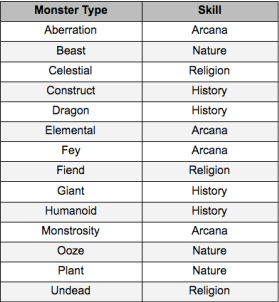 Monster Type Skill
Aberration Arcana
Beast Nature
Celestial Religion
Construct History
Dragon History
Elemental Arcana
Fey Arcana
Fiend Religion
Giant History
Humanoid History
Monstrosity Arcana
Ooze Nature
Plant Nature
Undead Religion